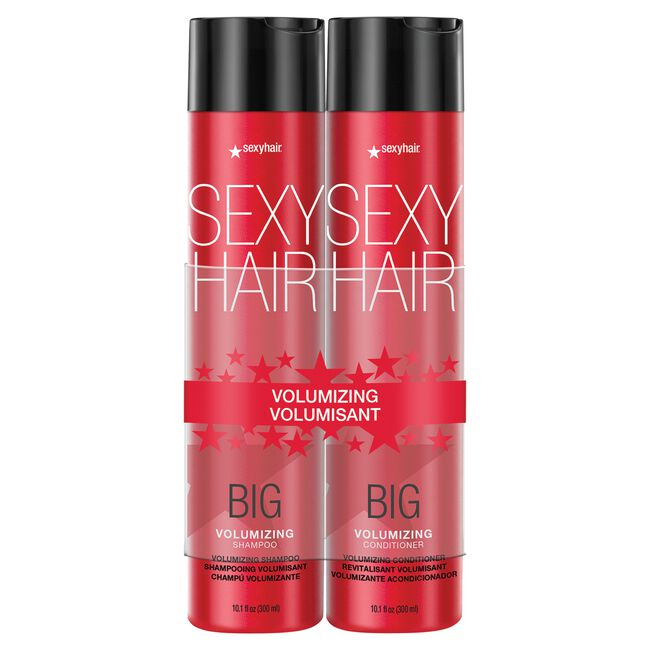 sexyhair.
SEXY
HAIR
BIG
VOLUMIZING
SHAMPOO
VOLUMIZING SHAMPOO
SHAMPOOING VOLUMISANT
CHAMPÚ VOLUMIZANTE
10.1 fl oz (300 ml)
sexyhair.
SEXY
HAIR
BIG
VOLUMIZING
CONDITIONER
VOLUMIZING CONDITIONER
REVITALISANT VOLUMISANT
VOLUMIZANTE ACONDICIONADOR
10.1 fl oz (300 ml)
VOLUMIZING
VOLUMISANT